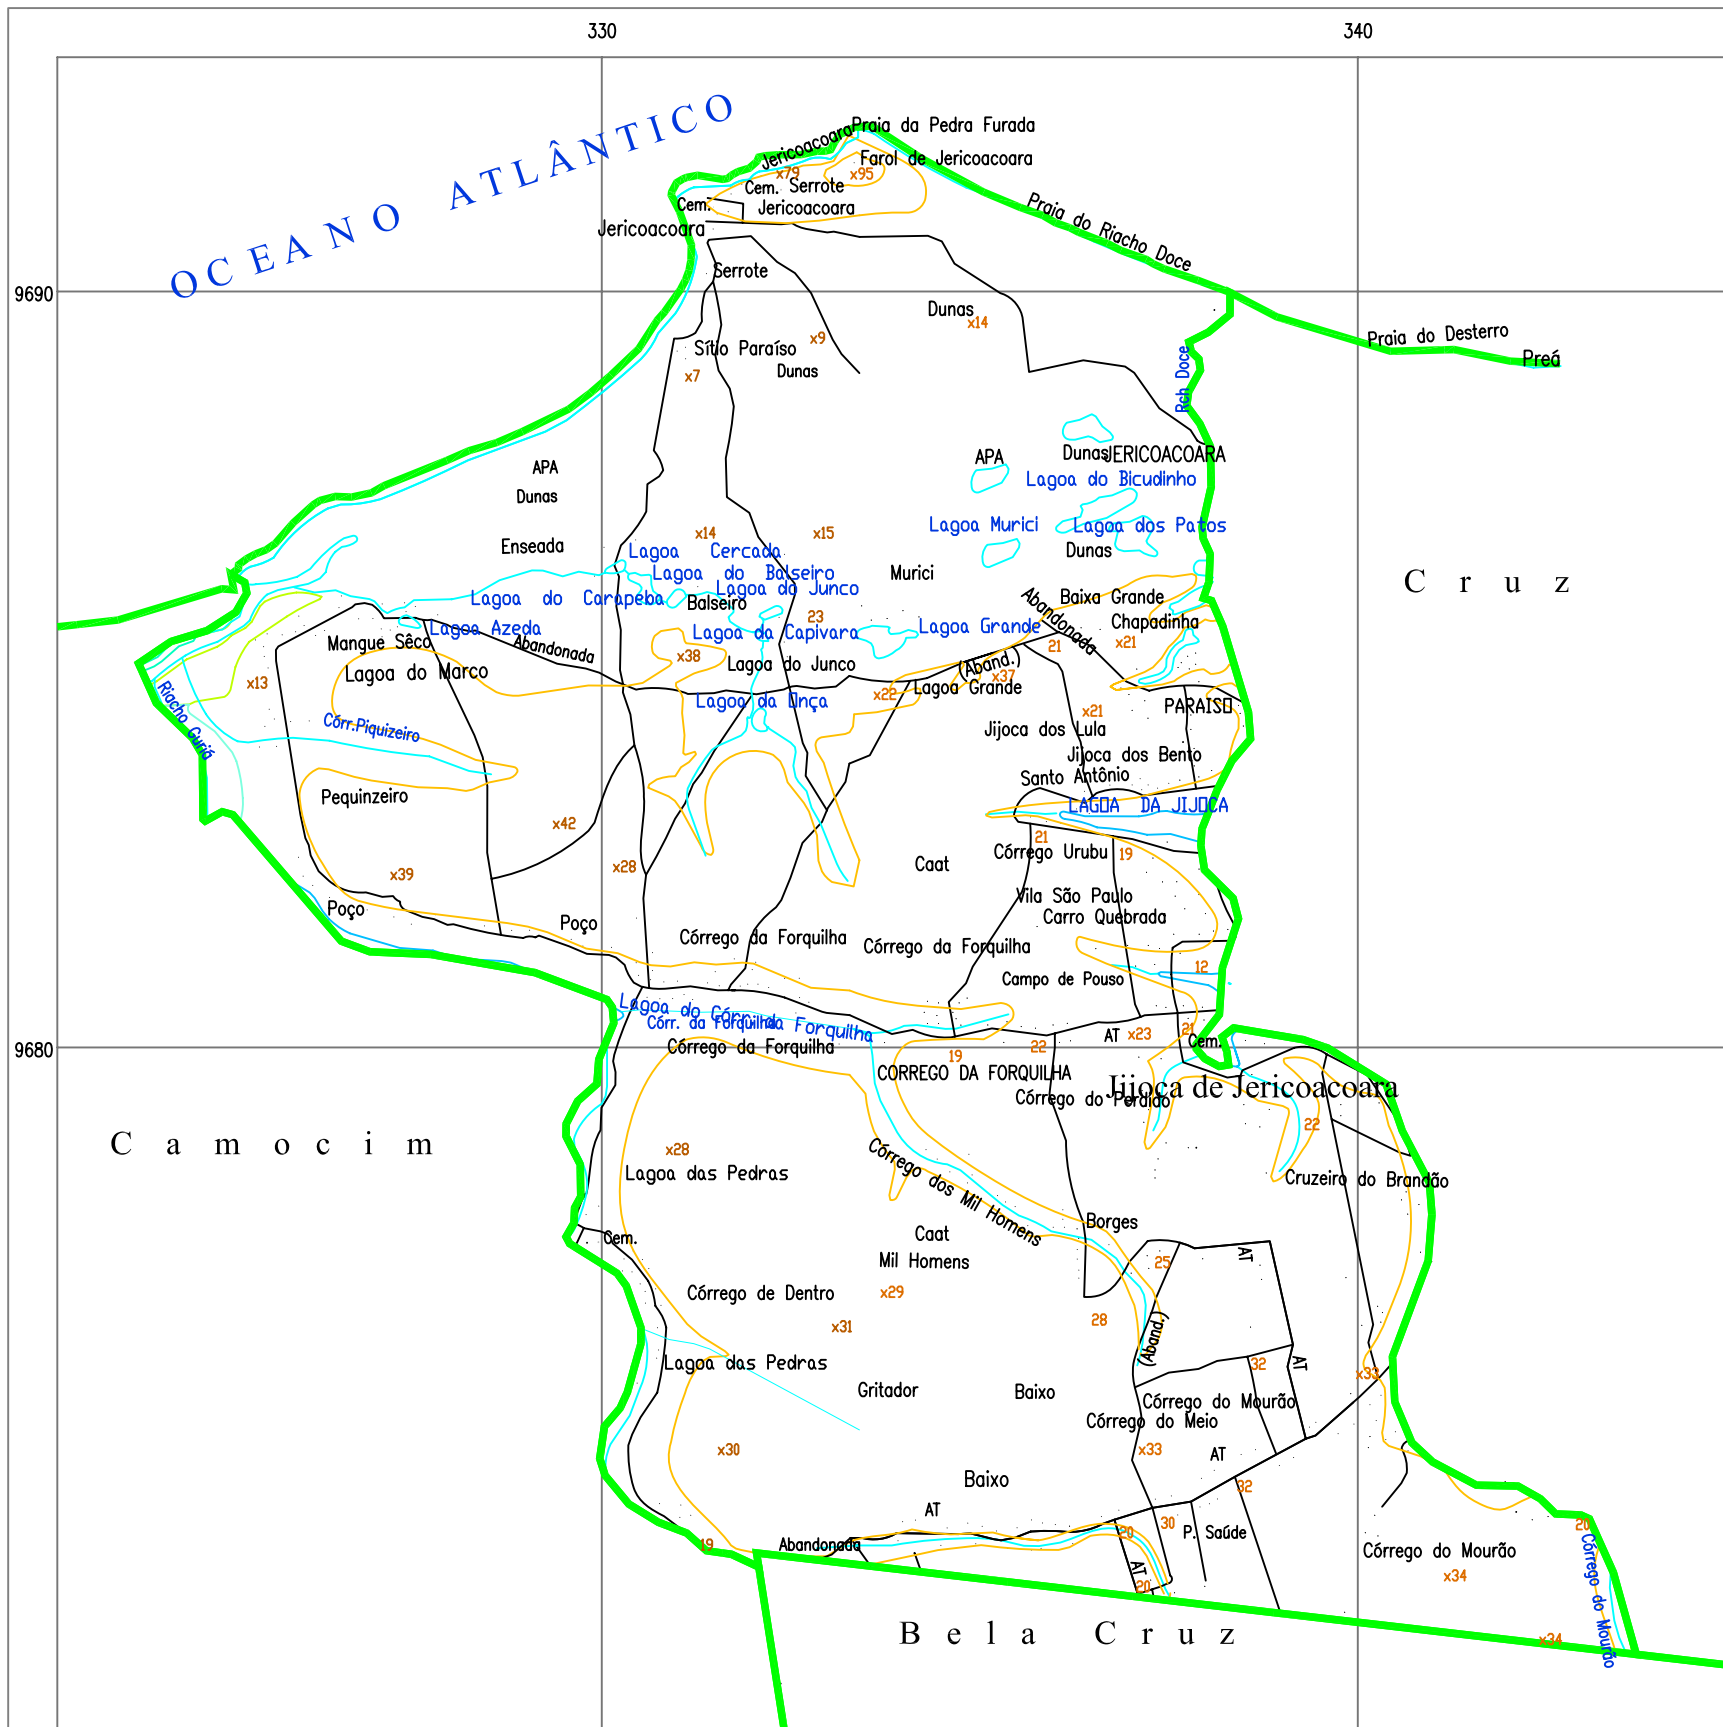 330
340
OCEANO ATLÂNTICO
Praia da Pedra Furada
Jericoacoara
Farol de Jericoacoara
x79
x95
Cem. Serrote
Cem.
Jericoacoara
Jericoacoara
Praia do Riacho Doce
Serrote
9690
Dunas
x14
x9
Praia do Desterro
Preá
Sítio Paraíso
Rch Doce
x7
Dunas
APA
Dunas
JERICOACOARA
APA
Lagoa do Bicudinho
Dunas
Lagoa Murici
Lagoa dos Patos
x14
x15
Enseada
Lagoa Cercada
Dunas
Lagoa do Balseiro
Murici
Cruz
Lagoa do Junco
Lagoa do Carapeba
Balseiro
Baixa Grande
Abandonada
23
Chapadinha
Lagoa Azeda
Lagoa da Capivara
Lagoa Grande
Mangue Sêco
Abandonada
21
x21
x38
Lagoa do Junco
(Aband.)
Lagoa do Marco
x37
x13
x22
Lagoa Grande
Riacho Guriá
Lagoa da Onça
PARAISO
x21
Córr.Piquizeiro
Jijoca dos Lula
Jijoca dos Bento
Santo Antônio
Pequinzeiro
LAGOA DA JIJOCA
x42
21
Córrego Urubu
19
x28
Caat
x39
Vila São Paulo
Poço
Carro Quebrada
Poço
Córrego da Forquilha
Córrego da Forquilha
12
Campo de Pouso
Lagoa do Córr. da Forquilha
Córr. da Forquilha
AT
x23
21
Cem.
9680
Córrego da Forquilha
19
22
CORREGO DA FORQUILHA
Jijoca de Jericoacoara
Córrego do Perdido
22
Camocim
x28
Lagoa das Pedras
Córrego dos Mil Homens
Cruzeiro do Brandão
Borges
Cem.
Caat
Mil Homens
25
AT
Córrego de Dentro
x29
28
x31
(Aband.)
Lagoa das Pedras
32
AT
x33
Gritador
Baixo
Córrego do Mourão
Córrego do Meio
x30
x33
AT
Baixo
32
AT
20
30
P. Saúde
20
19
Abandonada
Córrego do Mourão
Córrego do Mourão
AT
20
x34
Bela Cruz
x34